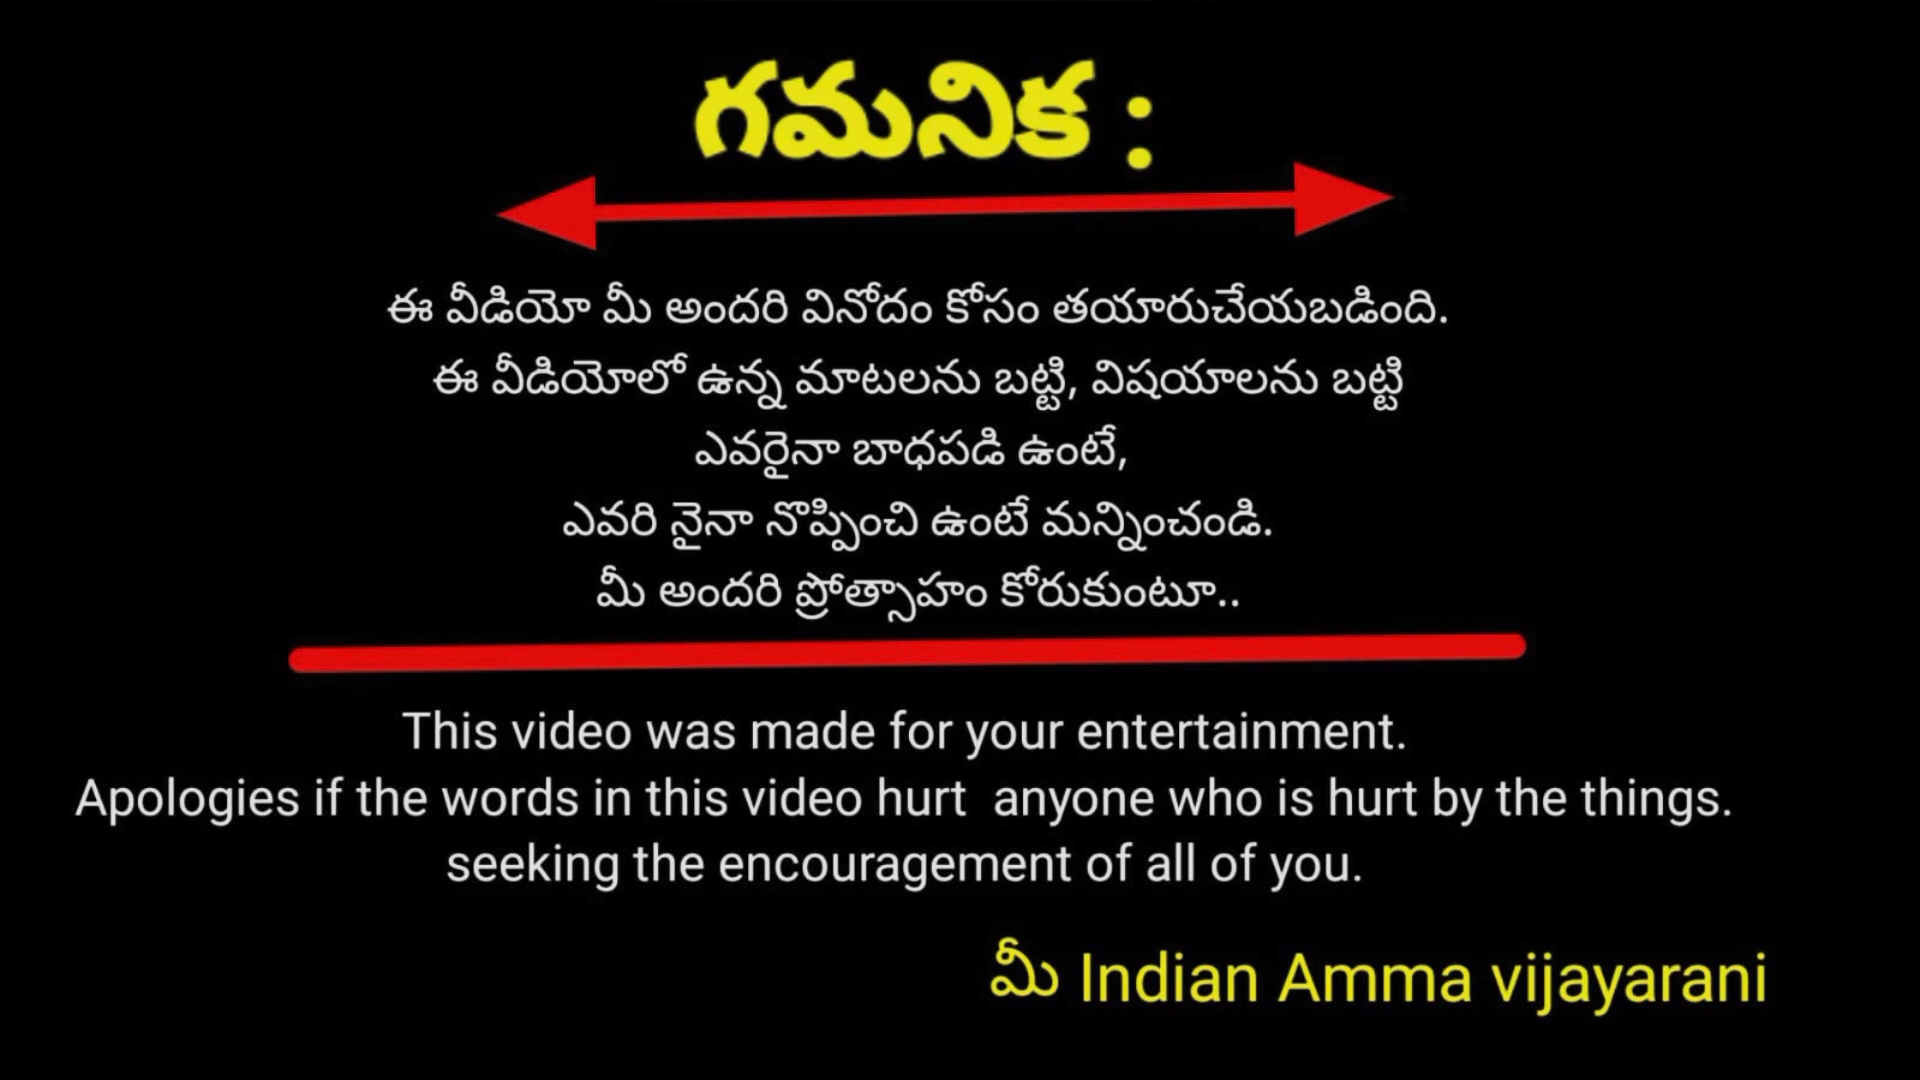 గమనిక :
ఈ వీడియో మీ అందరి వినోదం కోసం తయారుచేయబడింది.
ఈ వీడియోలో ఉన్న మాటలను బట్టి, విషయాలను బట్టి
ఎవరైనా బాధపడి ఉంటే,
ఎవరి నైనా నొప్పించి ఉంటే మన్నించండి.
మీ అందరి ప్రోత్సాహం కోరుకుంటూ..
This video was made for your entertainment.
Apologies if the words in this video hurt  anyone who is hurt by the things.
seeking the encouragement of all of you.
మీ Indian Amma vijayarani